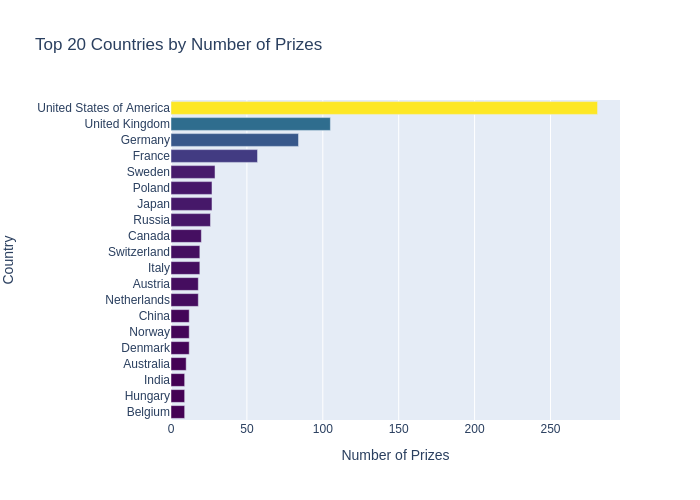 Top 20 Countries by Number of Prizes
Country
United States of America
United Kingdom
Germany
France
Sweden
Poland
Japan
Russia
Canada
Switzerland
Italy
Austria
Netherlands
China
Norway
Denmark
Australia
India
Hungary
Belgium
0 50 100 150 200 250
Number of Prizes